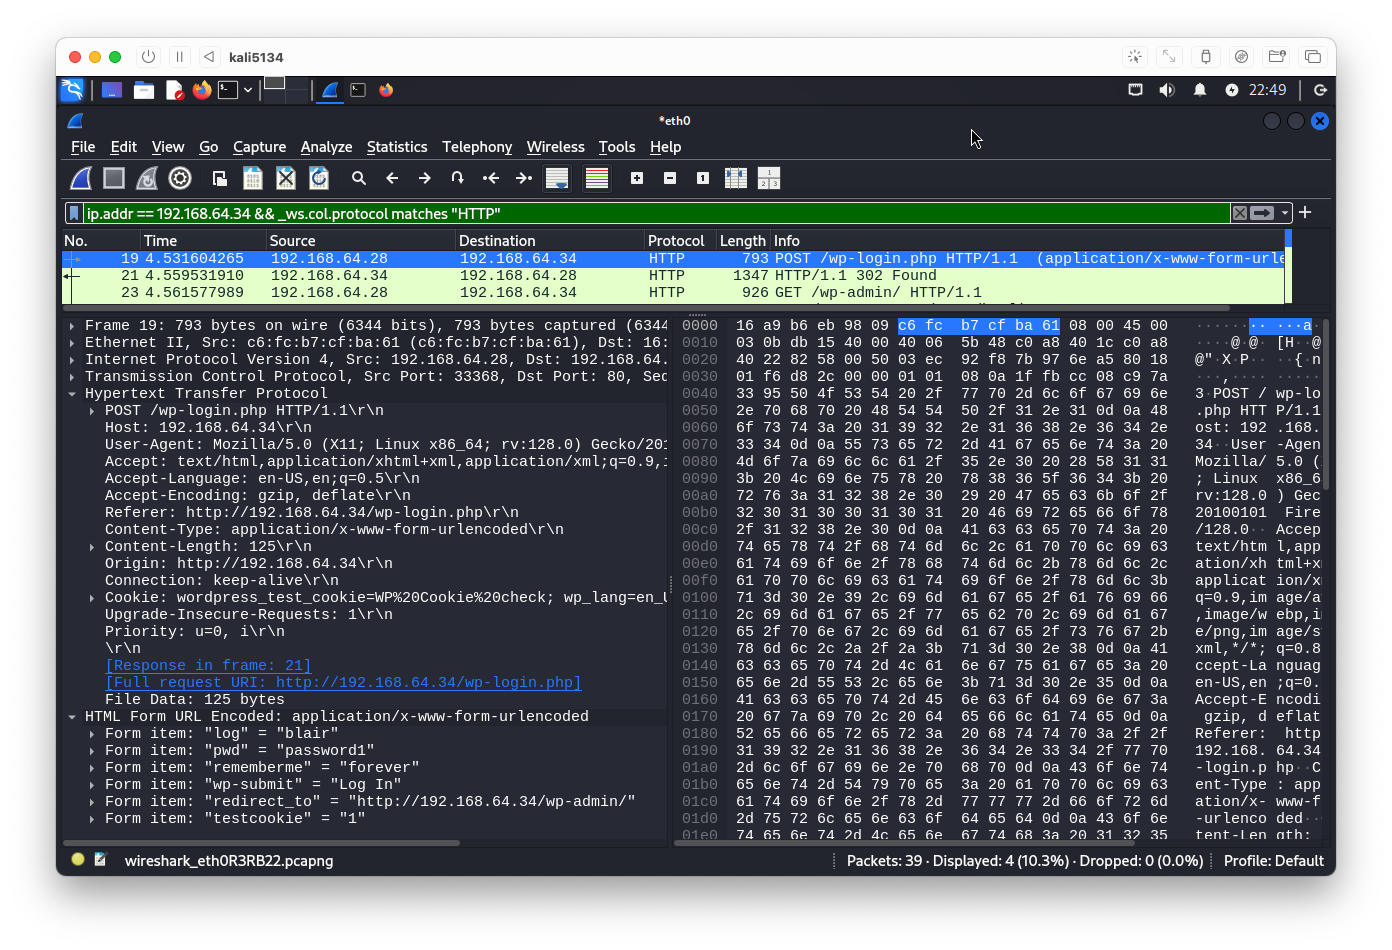 kali5134
22:49
*eth0
File Edit View Go Capture Analyze Statistics Telephony Wireless Tools Help
ip.addr == 192.168.64.34 && _ws.col.protocol matches "HTTP"
No. Time Source Destination Protocol Length Info
19 4.531604265 192.168.64.28 192.168.64.34 HTTP 793 POST /wp-login.php HTTP/1.1 (application/x-www-form-urle
21 4.559531910 192.168.64.34 192.168.64.28 HTTP 1347 HTTP/1.1 302 Found
23 4.561577989 192.168.64.28 192.168.64.34 HTTP 926 GET /wp-admin/ HTTP/1.1
Frame 19: 793 bytes on wire (6344 bits), 793 bytes captured (6344
Ethernet II, Src: c6:fc:b7:cf:ba:61 (c6:fc:b7:cf:ba:61), Dst: 16:
Internet Protocol Version 4, Src: 192.168.64.28, Dst: 192.168.64.
Transmission Control Protocol, Src Port: 33368, Dst Port: 80, Seq
Hypertext Transfer Protocol
POST /wp-login.php HTTP/1.1\r\n
Host: 192.168.64.34\r\n
User-Agent: Mozilla/5.0 (X11; Linux x86_64; rv:128.0) Gecko/201
Accept: text/html,application/xhtml+xml,application/xml;q=0.9,i
Accept-Language: en-US,en;q=0.5\r\n
Accept-Encoding: gzip, deflate\r\n
Referer: http://192.168.64.34/wp-login.php\r\n
Content-Type: application/x-www-form-urlencoded\r\n
Content-Length: 125\r\n
Origin: http://192.168.64.34\r\n
Connection: keep-alive\r\n
Cookie: wordpress_test_cookie=WP%20Cookie%20check; wp_lang=en_U
Upgrade-Insecure-Requests: 1\r\n
Priority: u=0, i\r\n
\r\n
[Response in frame: 21]
[Full request URI: http://192.168.64.34/wp-login.php]
File Data: 125 bytes
HTML Form URL Encoded: application/x-www-form-urlencoded
Form item: "log" = "blair"
Form item: "pwd" = "password1"
Form item: "rememberme" = "forever"
Form item: "wp-submit" = "Log In"
Form item: "redirect_to" = "http://192.168.64.34/wp-admin/"
Form item: "testcookie" = "1"
0000 16 a9 b6 eb 98 09 c6 fc b7 cf ba 61 08 00 45 00 ·········· ···a··
0010 03 0b db 15 40 00 40 06 5b 48 c0 a8 40 1c c0 a8 ····@·@· [H··@
0020 40 22 82 58 00 50 03 ec 92 f8 7b 97 6e a5 80 18 @"·X·P·· ··{·n
0030 01 f6 d8 2c 00 00 01 01 08 0a 1f fb cc 08 c9 7a ···,···· ······
0040 33 95 50 4f 53 54 20 2f 77 70 2d 6c 6f 67 69 6e 3·POST / wp-lo
0050 2e 70 68 70 20 48 54 54 50 2f 31 2e 31 0d 0a 48 .php HTT P/1.1
0060 6f 73 74 3a 20 31 39 32 2e 31 36 38 2e 36 34 2e ost: 192 .168.
0070 33 34 0d 0a 55 73 65 72 2d 41 67 65 6e 74 3a 20 34··User -Agen
0080 4d 6f 7a 69 6c 6c 61 2f 35 2e 30 20 28 58 31 31 Mozilla/ 5.0 (
0090 3b 20 4c 69 6e 75 78 20 78 38 36 5f 36 34 3b 20 ; Linux x86_6
00a0 72 76 3a 31 32 38 2e 30 29 20 47 65 63 6b 6f 2f rv:128.0 ) Gec
00b0 32 30 31 30 30 31 30 31 20 46 69 72 65 66 6f 78 20100101 Fire
00c0 2f 31 32 38 2e 30 0d 0a 41 63 63 65 70 74 3a 20 /128.0·· Accep
00d0 74 65 78 74 2f 68 74 6d 6c 2c 61 70 70 6c 69 63 text/htm l,app
00e0 61 74 69 6f 6e 2f 78 68 74 6d 6c 2b 78 6d 6c 2c ation/xh tml+x
00f0 61 70 70 6c 69 63 61 74 69 6f 6e 2f 78 6d 6c 3b applicat ion/x
0100 71 3d 30 2e 39 2c 69 6d 61 67 65 2f 61 76 69 66 q=0.9,im age/a
0110 2c 69 6d 61 67 65 2f 77 65 62 70 2c 69 6d 61 67 ,image/w ebp,i
0120 65 2f 70 6e 67 2c 69 6d 61 67 65 2f 73 76 67 2b e/png,im age/s
0130 78 6d 6c 2c 2a 2f 2a 3b 71 3d 30 2e 38 0d 0a 41 xml,*/*; q=0.8
0140 63 63 65 70 74 2d 4c 61 6e 67 75 61 67 65 3a 20 ccept-La nguag
0150 65 6e 2d 55 53 2c 65 6e 3b 71 3d 30 2e 35 0d 0a en-US,en ;q=0.
0160 41 63 63 65 70 74 2d 45 6e 63 6f 64 69 6e 67 3a Accept-E ncodi
0170 20 67 7a 69 70 2c 20 64 65 66 6c 61 74 65 0d 0a gzip, d eflat
0180 52 65 66 65 72 65 72 3a 20 68 74 74 70 3a 2f 2f Referer: http
0190 31 39 32 2e 31 36 38 2e 36 34 2e 33 34 2f 77 70 192.168. 64.34
01a0 2d 6c 6f 67 69 6e 2e 70 68 70 0d 0a 43 6f 6e 74 -login.p hp··C
01b0 65 6e 74 2d 54 79 70 65 3a 20 61 70 70 6c 69 63 ent-Type : app
01c0 61 74 69 6f 6e 2f 78 2d 77 77 77 2d 66 6f 72 6d ation/x- www-f
01d0 2d 75 72 6c 65 6e 63 6f 64 65 64 0d 0a 43 6f 6e -urlenco ded··
01e0 74 65 6e 74 2d 4c 65 6e 67 74 68 3a 20 31 32 35 tent-Len gth:
wireshark_eth0R3RB22.pcapng
Packets: 39 · Displayed: 4 (10.3%) · Dropped: 0 (0.0%)
Profile: Default